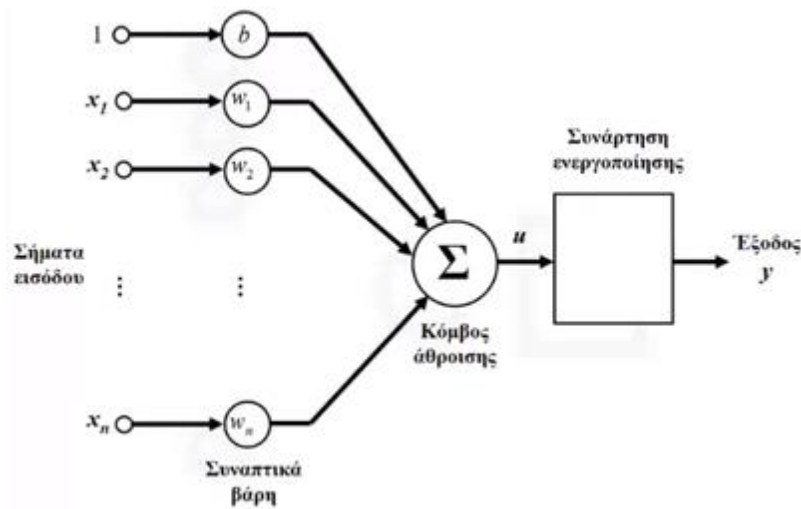 1
b
x1
w1
x2
w2
Συνάρτηση
ενεργοποίησης
Σήματα
εισόδου
⋮
⋮
Σ
u
Έξοδος
y
Κόμβος
άθροισης
xn
wn
Συναπτικά
βάρη